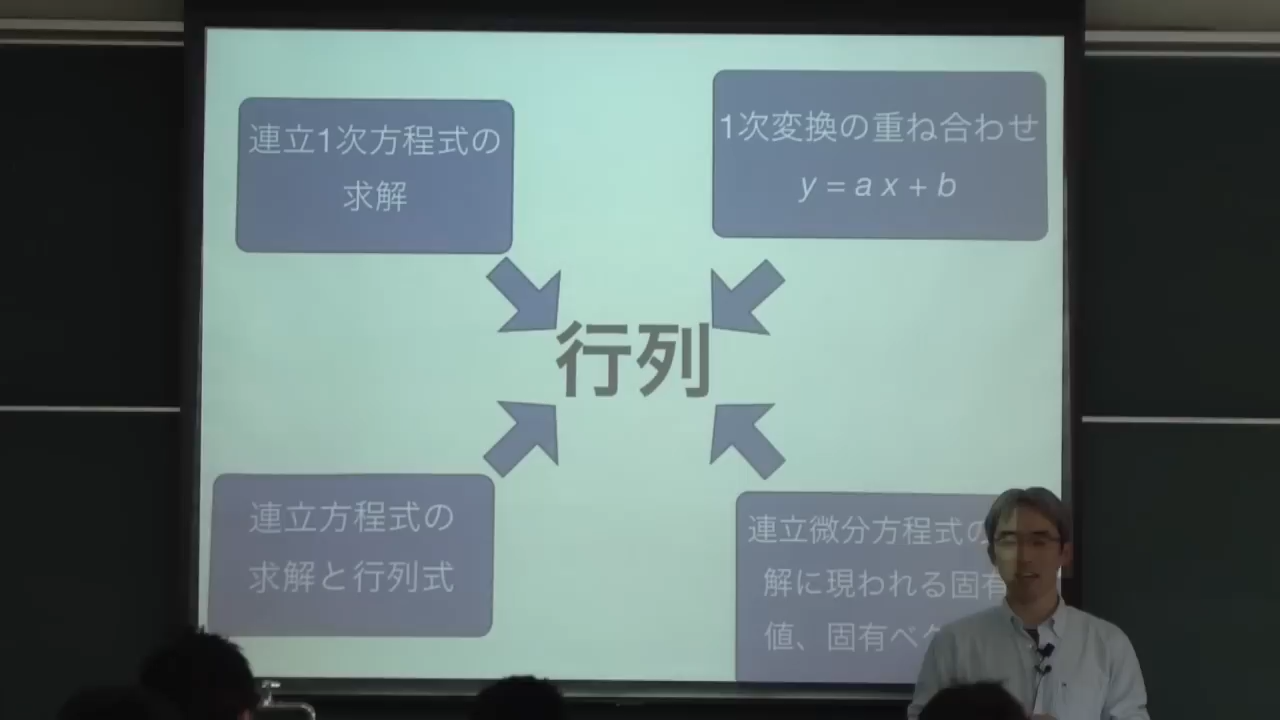 連立1次方程式の
求解
1次変換の重ね合わせ
y = a x + b
行列
連立方程式の
求解と行列式
連立微分方程式の
解に現われる固有
値、固有ベク